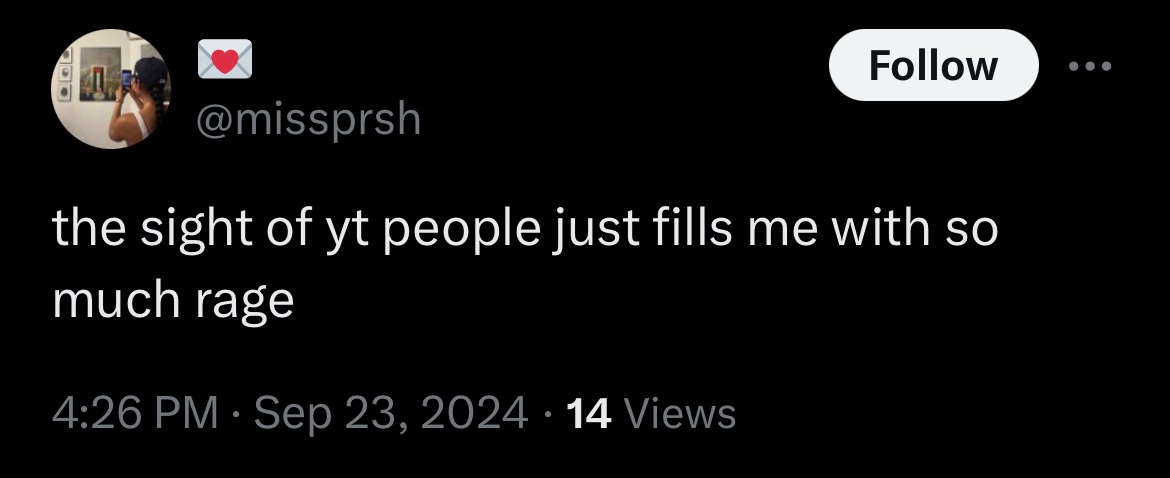 💌
Follow
@missprsh
the sight of yt people just fills me with so
much rage
4:26 PM · Sep 23, 2024 · 14 Views